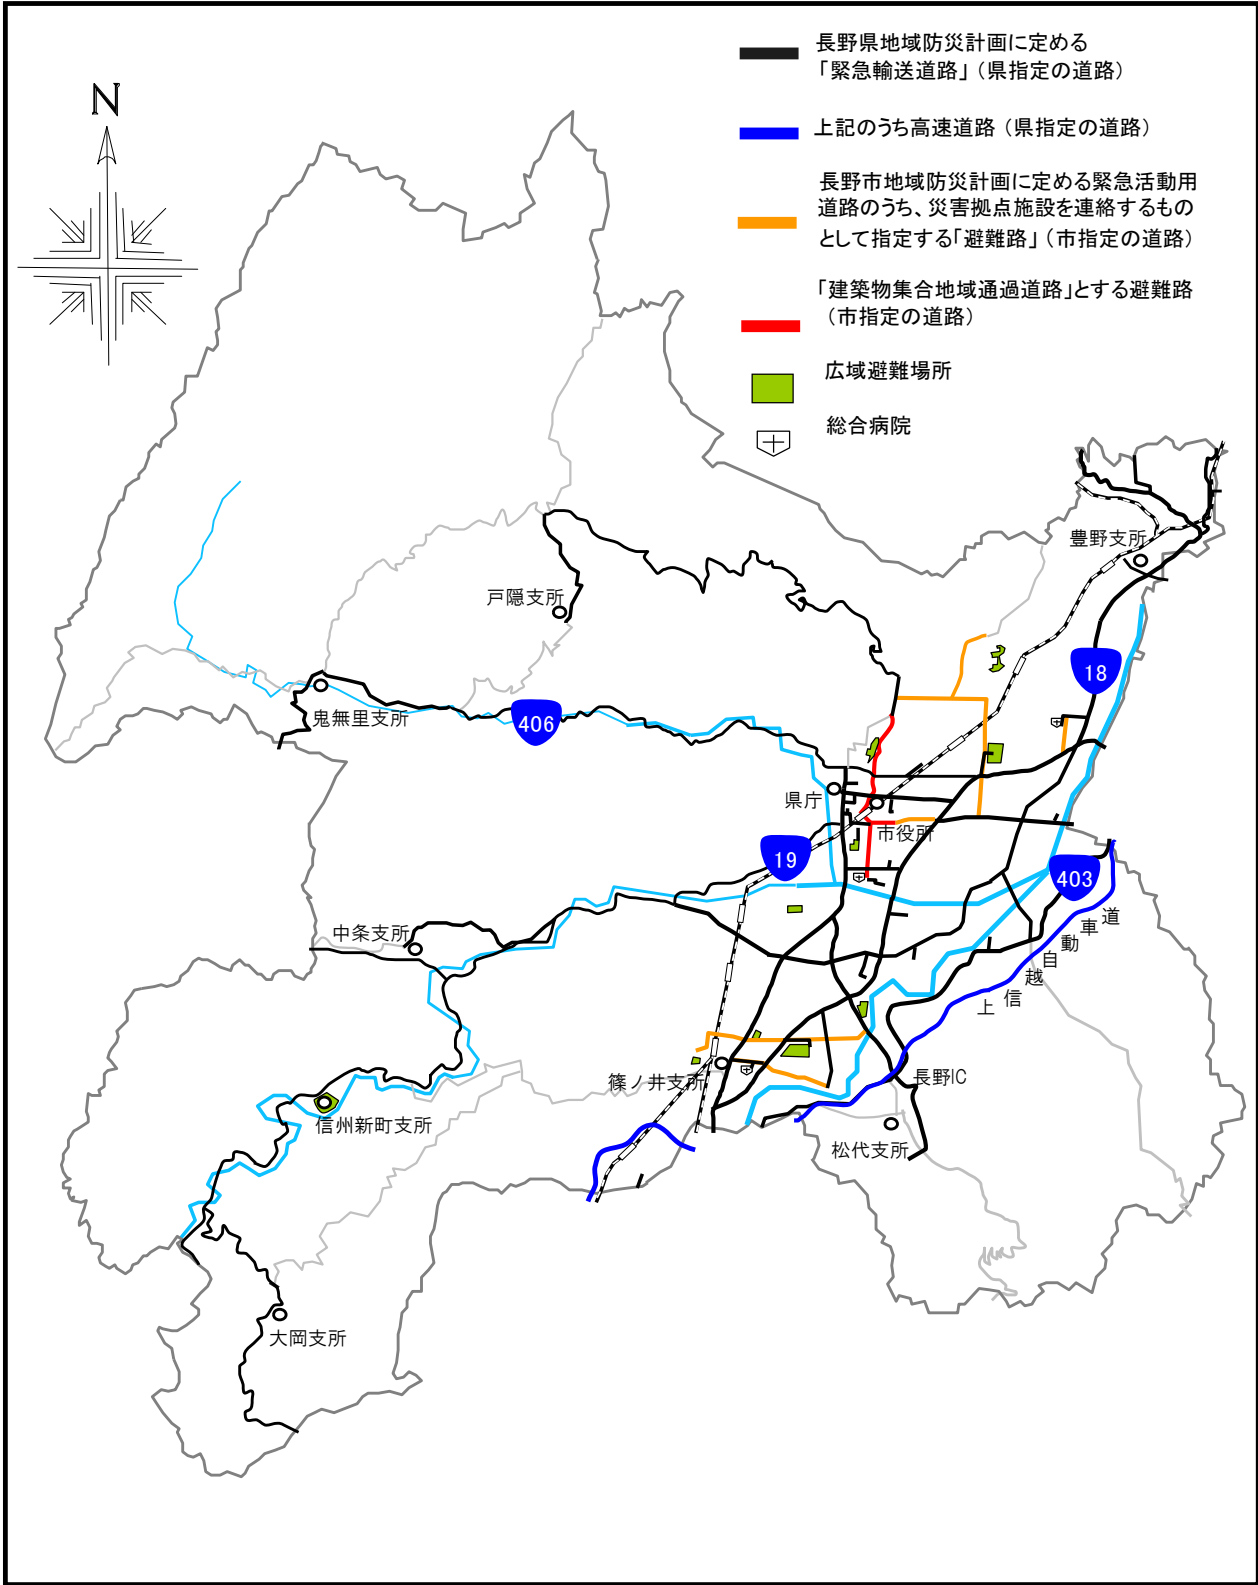 N
長野県地域防災計画に定める
「緊急輸送道路」（県指定の道路）
上記のうち高速道路（県指定の道路）
長野市地域防災計画に定める緊急活動用
道路のうち、災害拠点施設を連絡するもの
として指定する「避難路」（市指定の道路）
「建築物集合地域通過道路」とする避難路
（市指定の道路）
広域避難場所
総合病院
豊野支所
戸隠支所
18
鬼無里支所
406
県庁
市役所
19
403
中条支所
上信越自動車道
長野IC
篠ノ井支所
信州新町支所
松代支所
大岡支所